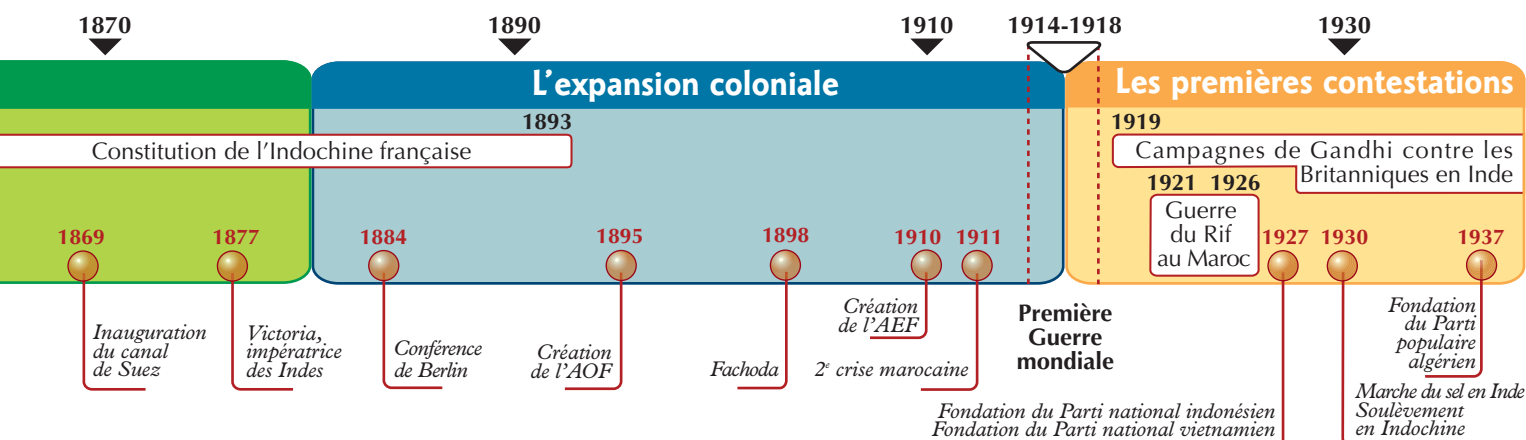 1870
1890
1910
1914-1918
1930
L'expansion coloniale
Les premières contestations
1893
Constitution de l'Indochine française
1919
Campagnes de Gandhi contre les
Britanniques en Inde
1921 1926
Guerre
du Rif
au Maroc
1869
1877
1884
1895
1898
1910
1911
1927
1930
1937
Inauguration
du canal
de Suez
Victoria,
impératrice
des Indes
Conférence
de Berlin
Création
de l'AOF
Fachoda
Création
de l'AEF
2e crise marocaine
Première
Guerre
mondiale
Fondation du Parti national indonésien
Fondation du Parti national vietnamien
Fondation
du Parti
populaire
algérien
Marche du sel en Inde
Soulèvement
en Indochine